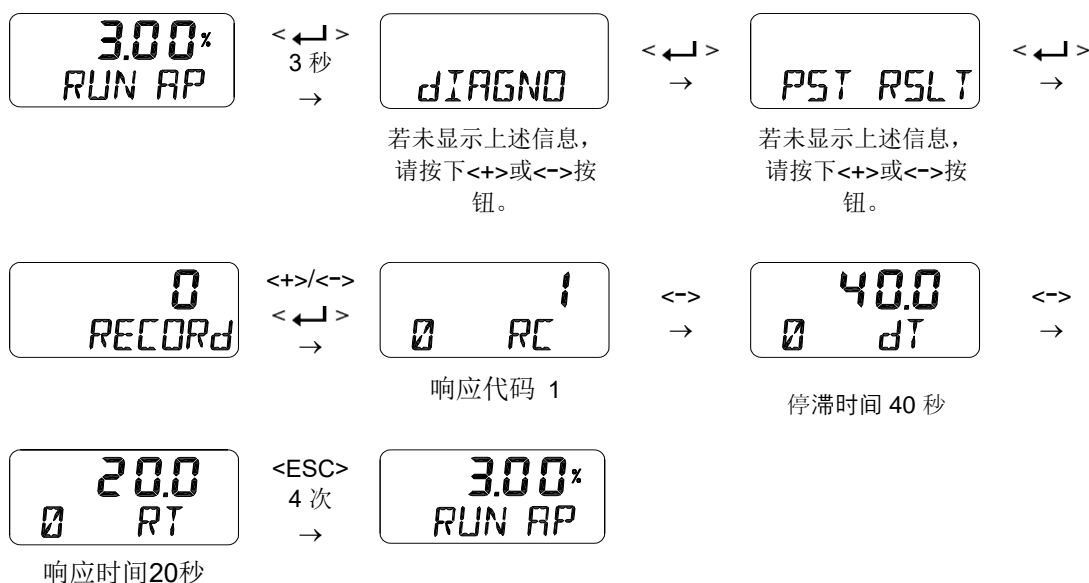 3.00%
RUN AP
< ↵ >
3 秒
→
dIAGNO
若未显示上述信息，
请按下<+>或<->按
钮。
< ↵ >
→
PST RSLT
若未显示上述信息，
请按下<+>或<->按
钮。
< ↵ >
→
0
RECORd
<+>/<->
< ↵ >
→
1
0 RC
响应代码 1
<->
→
40.0
0 dT
停滞时间 40 秒
<->
→
20.0
0 RT
响应时间20秒
<ESC>
4 次
→
3.00%
RUN AP